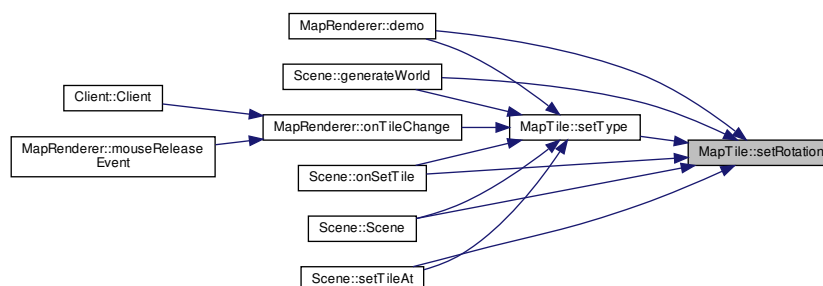 MapRenderer::demo
Scene::generateWorld
Client::Client
MapRenderer::onTileChange
MapTile::setType
MapRenderer::mouseRelease
Event
MapTile::setRotation
Scene::onSetTile
Scene::Scene
Scene::setTileAt